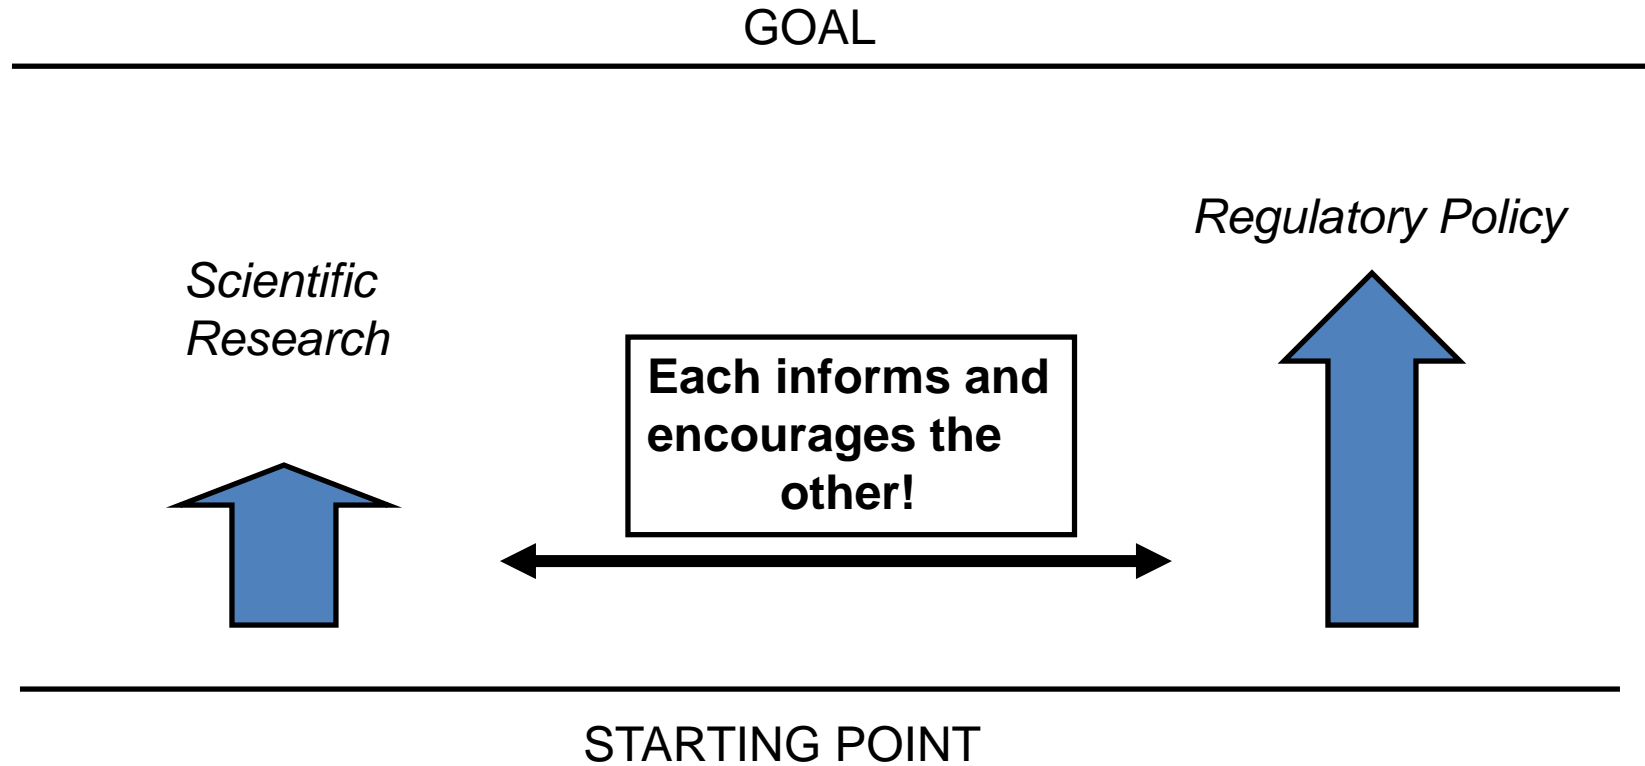 GOAL
Regulatory Policy
Scientific
Research
Each informs and
encourages the
other!
STARTING POINT